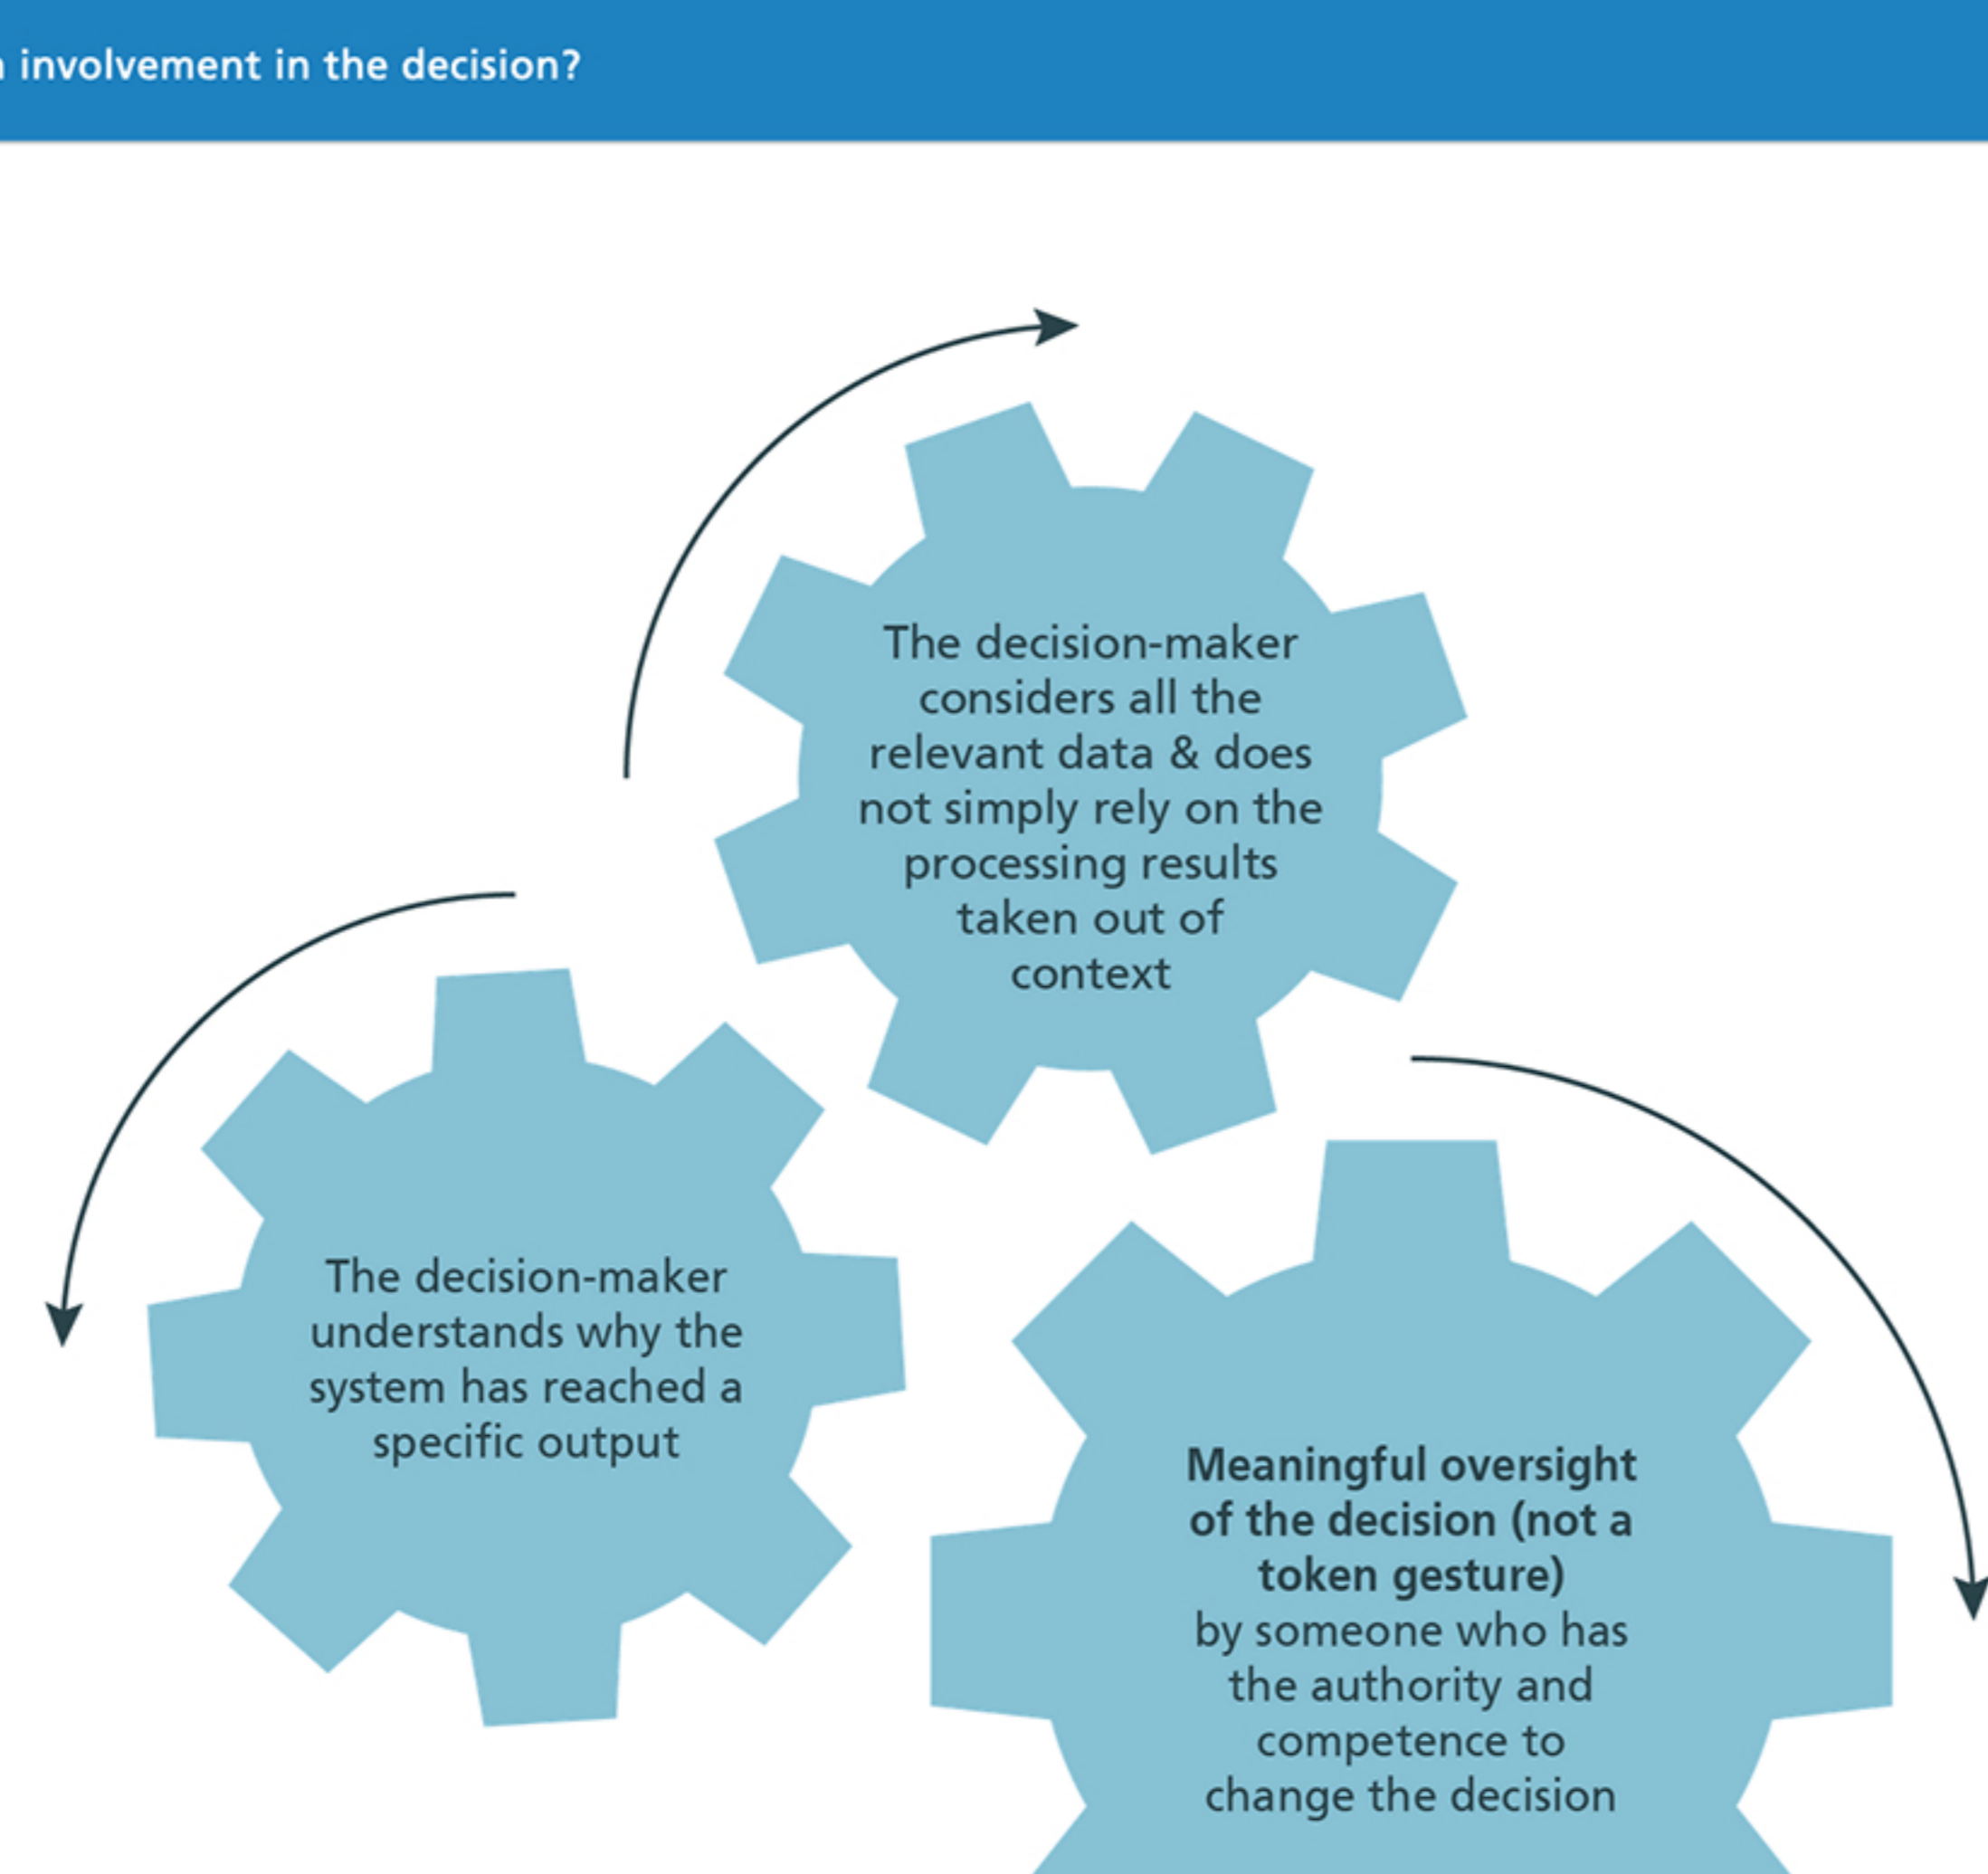 involvement in the decision?
The decision-maker
considers all the
relevant data & does
not simply rely on the
processing results
taken out of
context
The decision-maker
understands why the
system has reached a
specific output
Meaningful oversight
of the decision (not a
token gesture)
by someone who has
the authority and
competence to
change the decision